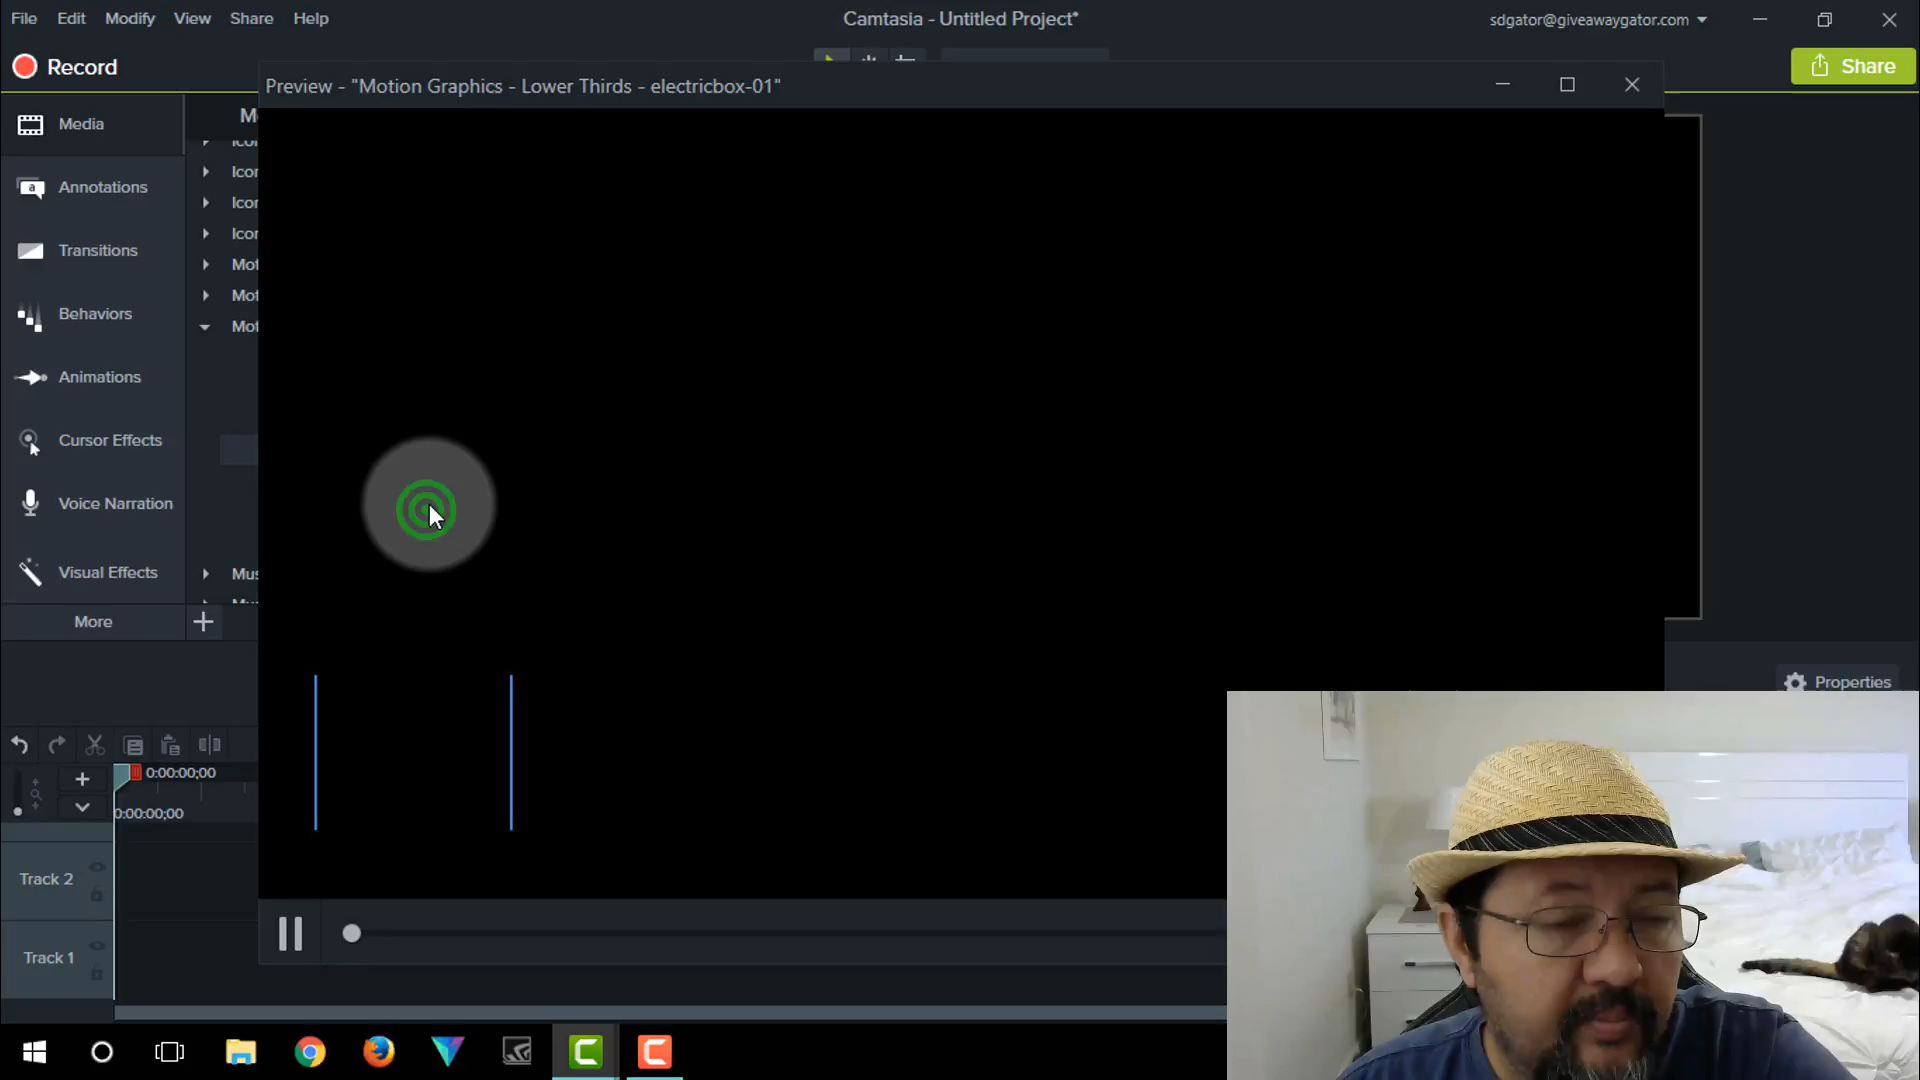 File Edit Modify View Share Help
Camtasia - Untitled Project*
sdgator@giveawaygator.com
Record
Share
Preview - "Motion Graphics - Lower Thirds - electricbox-01"
Media
Annotations
Transitions
Behaviors
Animations
Cursor Effects
Voice Narration
Visual Effects
More
Icon
Icon
Icon
Mot
Mot
Mot
Mus
Properties
0:00:00;00
0:00:00;00
Track 2
Track 1